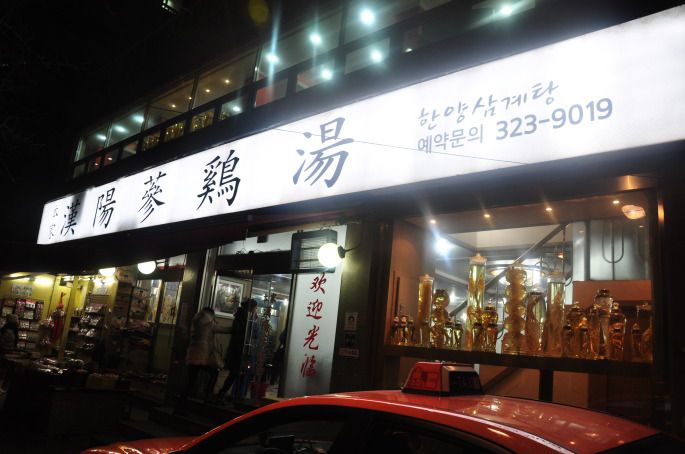 漢陽蔘鷄湯
한양삼계탕
예약문의 323-9019
欢迎光临